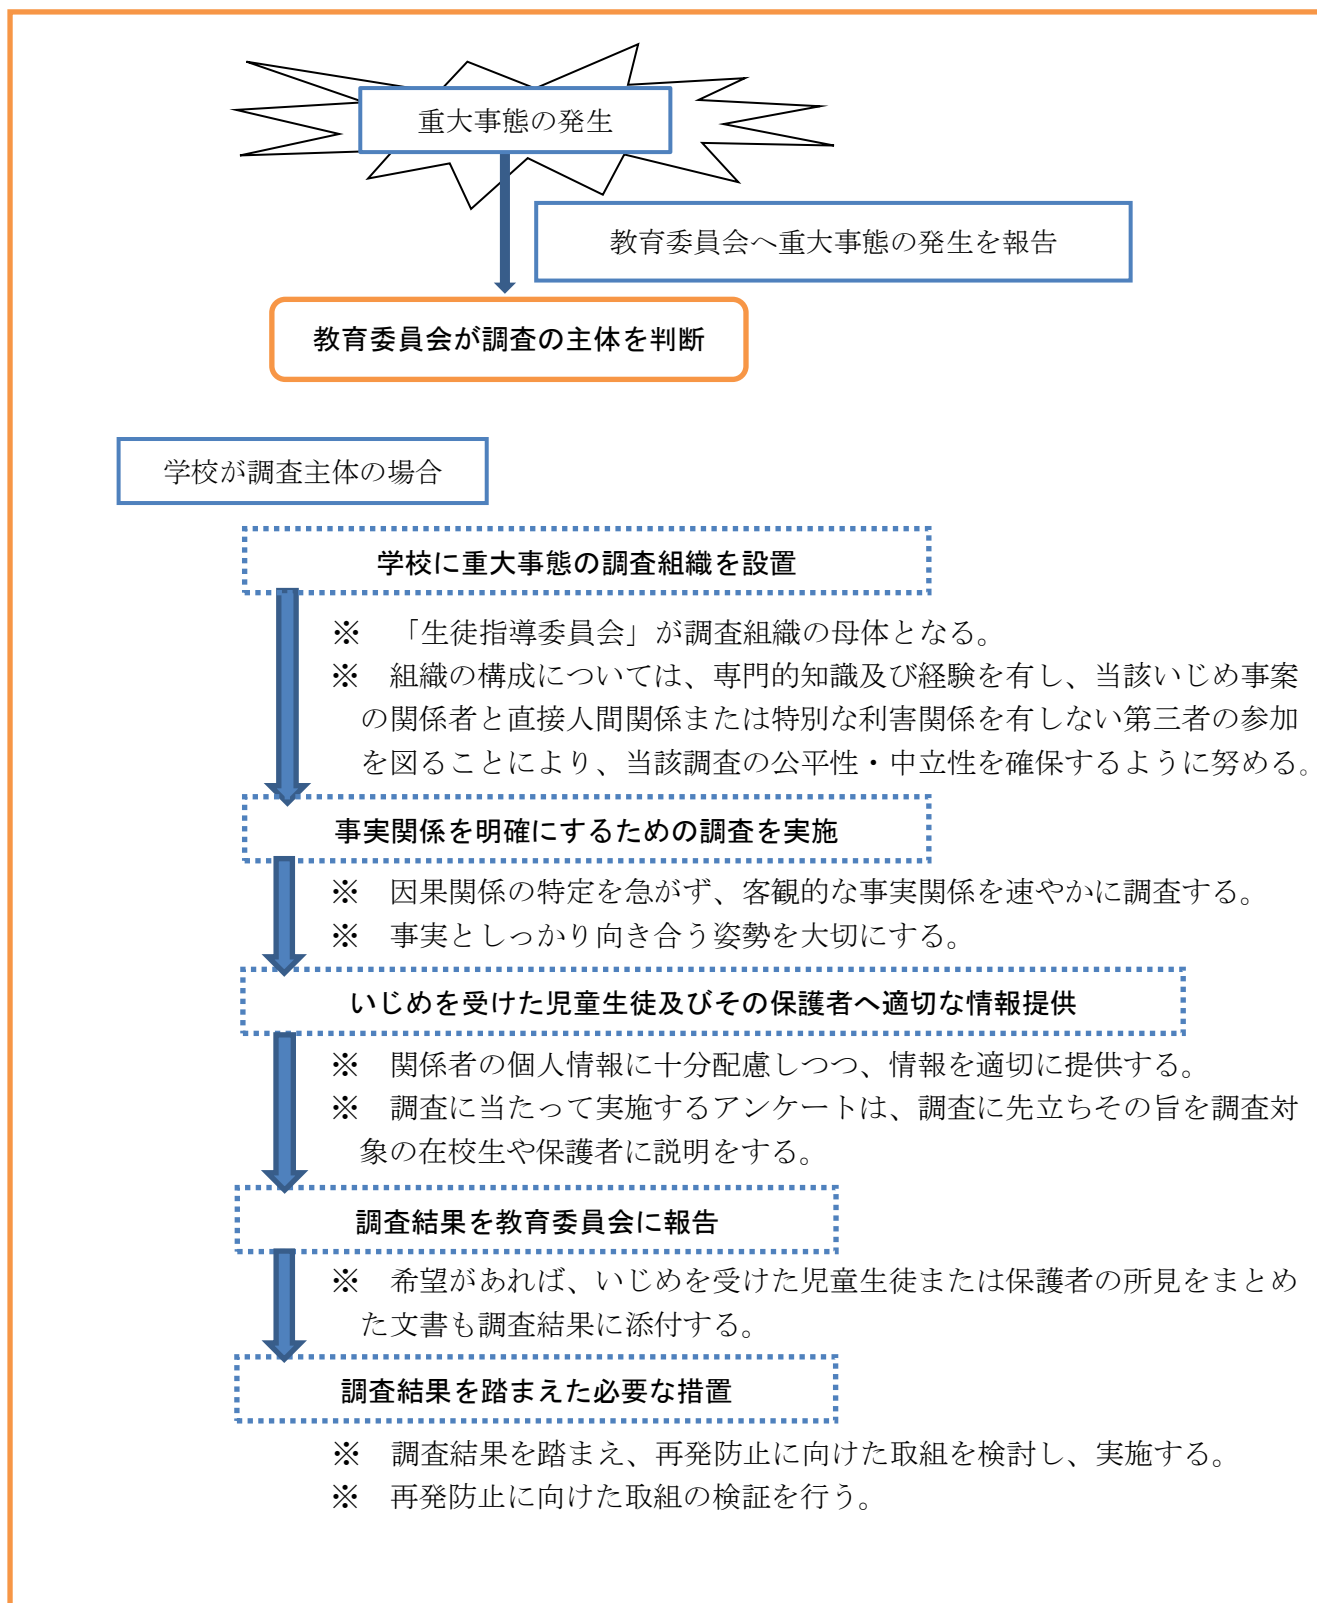 重大事態の発生
教育委員会へ重大事態の発生を報告
教育委員会が調査の主体を判断
学校が調査主体の場合
学校に重大事態の調査組織を設置
※　「生徒指導委員会」が調査組織の母体となる。
※　組織の構成については、専門的知識及び経験を有し、当該いじめ事案
の関係者と直接人間関係または特別な利害関係を有しない第三者の参加
を図ることにより、当該調査の公平性・中立性を確保するように努める。
事実関係を明確にするための調査を実施
※　因果関係の特定を急がず、客観的な事実関係を速やかに調査する。
※　事実としっかり向き合う姿勢を大切にする。
いじめを受けた児童生徒及びその保護者へ適切な情報提供
※　関係者の個人情報に十分配慮しつつ、情報を適切に提供する。
※　調査に当たって実施するアンケートは、調査に先立ちその旨を調査対
象の在校生や保護者に説明をする。
調査結果を教育委員会に報告
※　希望があれば、いじめを受けた児童生徒または保護者の所見をまとめ
た文書も調査結果に添付する。
調査結果を踏まえた必要な措置
※　調査結果を踏まえ、再発防止に向けた取組を検討し、実施する。
※　再発防止に向けた取組の検証を行う。